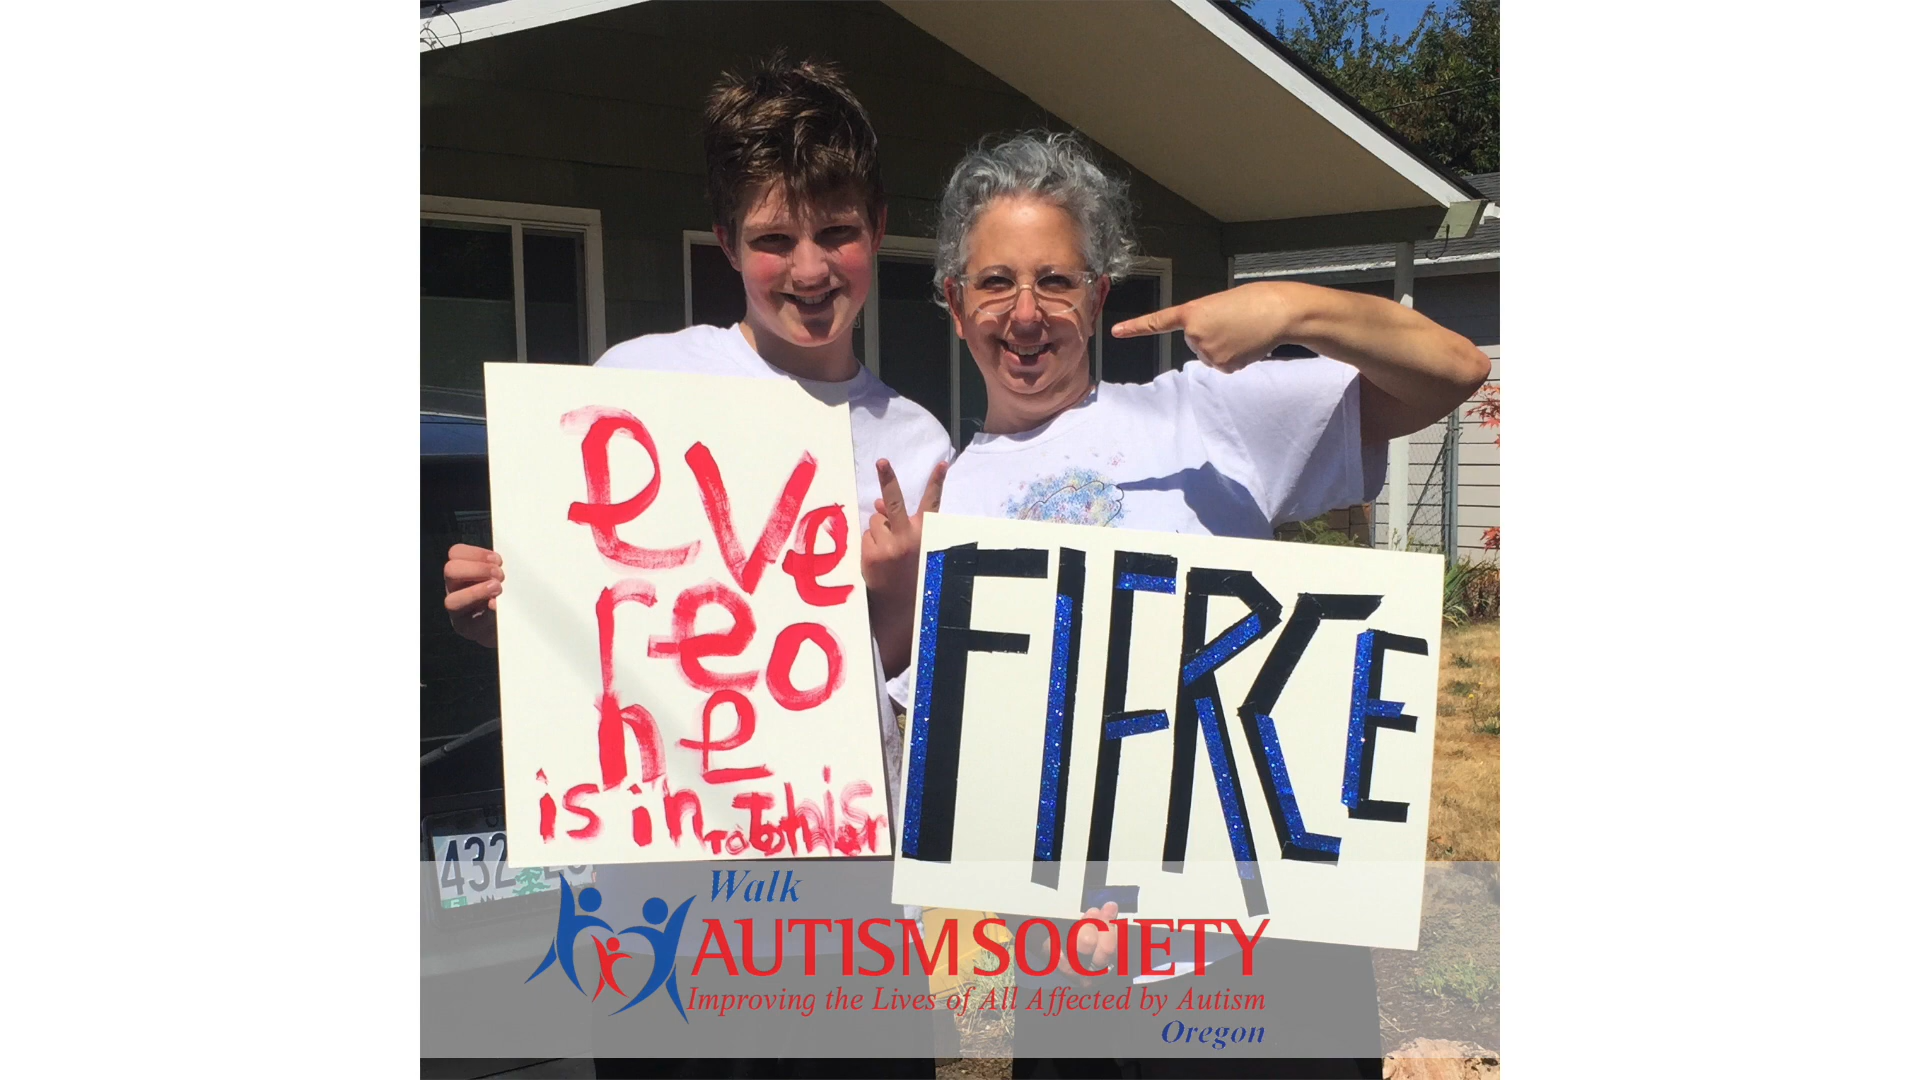 eve
reo
ne
is in This
Together
FIERCE
432
Walk
AUTISM SOCIETY
Improving the Lives of All Affected by Autism
Oregon